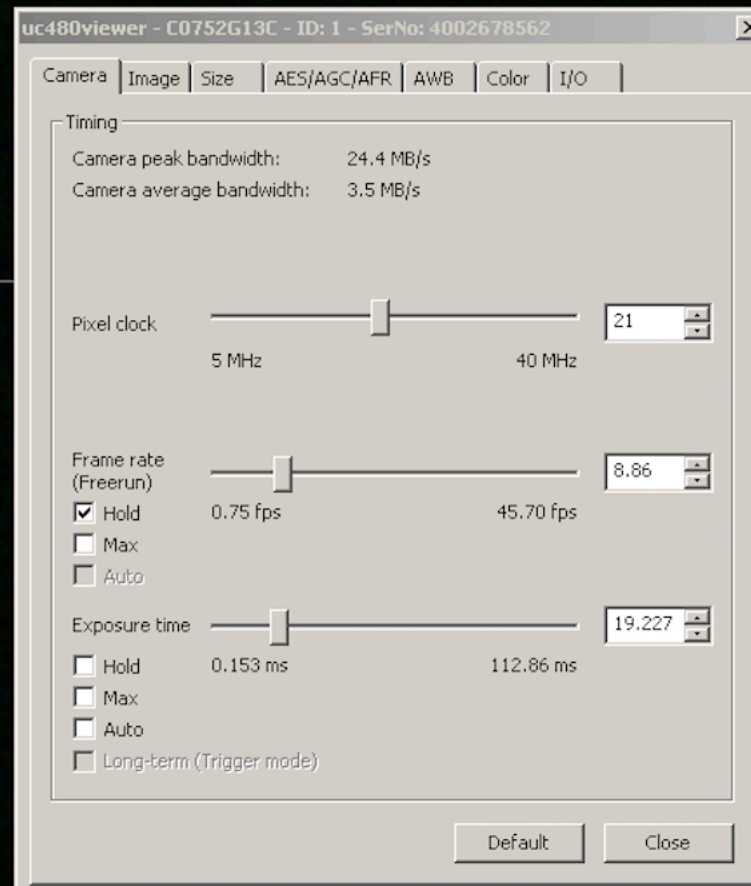 uc480viewer - C0752G13C - ID: 1 - SerNo: 4002678562
Camera Image Size AES/AGC/AFR AWB Color I/O
Timing
Camera peak bandwidth: 24.4 MB/s
Camera average bandwidth: 3.5 MB/s
Pixel clock 21
5 MHz 40 MHz
Frame rate
(Freerun) 8.86
Hold 0.75 fps 45.70 fps
Max
Auto
Exposure time 19.227
Hold 0.153 ms 112.86 ms
Max
Auto
Long-term (Trigger mode)
Default Close